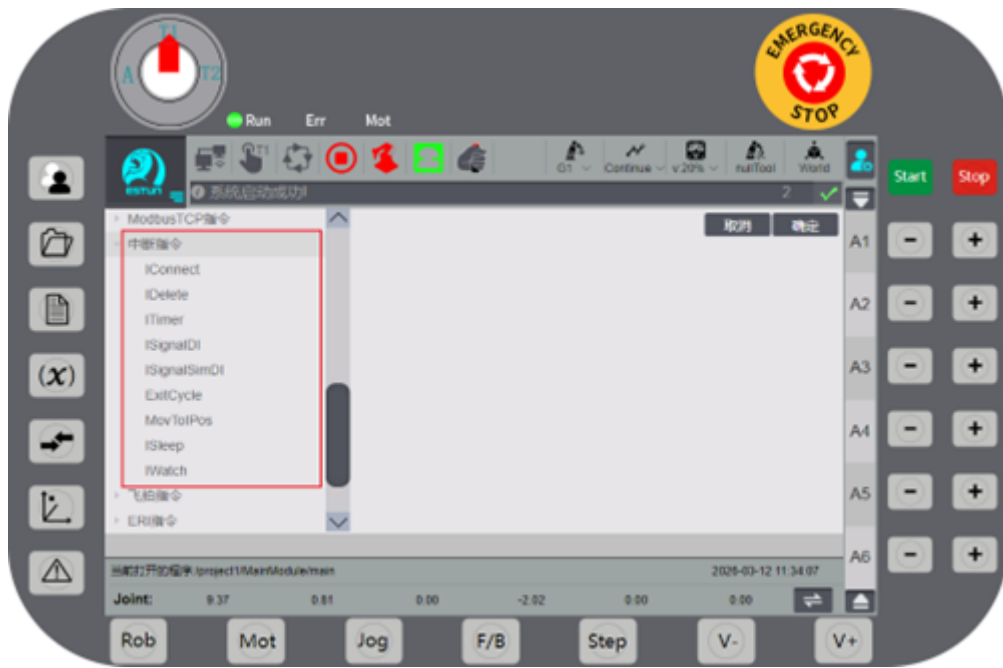 T1
A
T2
EMERGENCY
STOP
Run Err Mot
T1
G1 Continue v:20% nullTool World
ESTUN
系统启动成功! 2
Start Stop
ModbusTCP指令
取消 确定
中断指令
IConnect
IDelete
ITimer
ISignalDI
ISignalSimDI
ExitCycle
MovToIPos
ISleep
IWatch
飞拍指令
ERI指令
A1 - +
A2 - +
A3 - +
A4 - +
A5 - +
A6 - +
(x)
当前打开的程序:/project1/MainModule/main 2026-03-12 11:34:07
Joint: 9.37 0.81 0.00 -2.02 0.00 0.00
Rob Mot Jog F/B Step V- V+